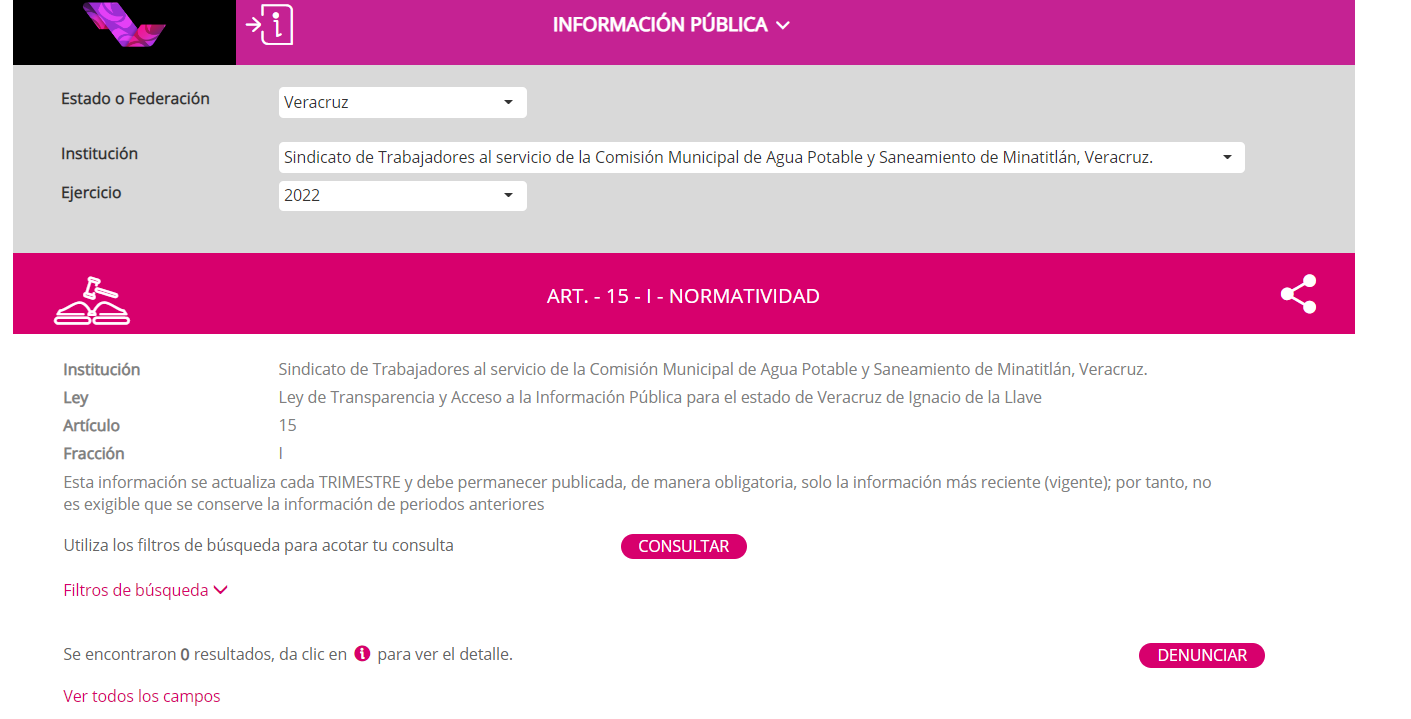 INFORMACIÓN PÚBLICA
Estado o Federación
Veracruz
Institución
Sindicato de Trabajadores al servicio de la Comisión Municipal de Agua Potable y Saneamiento de Minatitlán, Veracruz.
Ejercicio
2022
ART. - 15 - I - NORMATIVIDAD
Institución
Sindicato de Trabajadores al servicio de la Comisión Municipal de Agua Potable y Saneamiento de Minatitlán, Veracruz.
Ley
Ley de Transparencia y Acceso a la Información Pública para el estado de Veracruz de Ignacio de la Llave
Artículo
15
Fracción
I
Esta información se actualiza cada TRIMESTRE y debe permanecer publicada, de manera obligatoria, solo la información más reciente (vigente); por tanto, no
es exigible que se conserve la información de periodos anteriores
Utiliza los filtros de búsqueda para acotar tu consulta
CONSULTAR
Filtros de búsqueda
Se encontraron 0 resultados, da clic en i para ver el detalle.
DENUNCIAR
Ver todos los campos